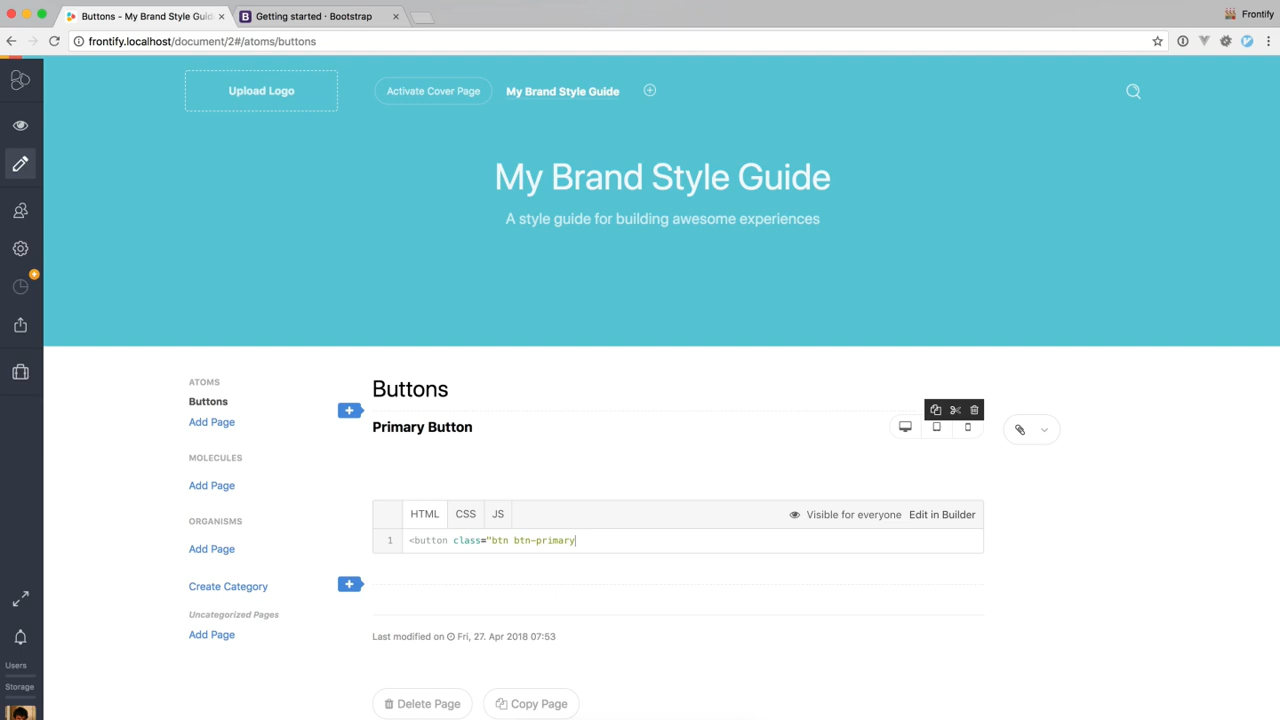 Buttons - My Brand Style Guid
Getting started · Bootstrap
Frontify
frontify.localhost/document/2#/atoms/buttons
Upload Logo
Activate Cover Page
My Brand Style Guide
My Brand Style Guide
A style guide for building awesome experiences
ATOMS
Buttons
Add Page
MOLECULES
Add Page
ORGANISMS
Add Page
Create Category
Uncategorized Pages
Add Page
Buttons
Primary Button
HTML CSS JS Visible for everyone Edit in Builder
1 <button class="btn btn-primary
Last modified on Fri, 27. Apr 2018 07:53
Delete Page Copy Page
Users
Storage